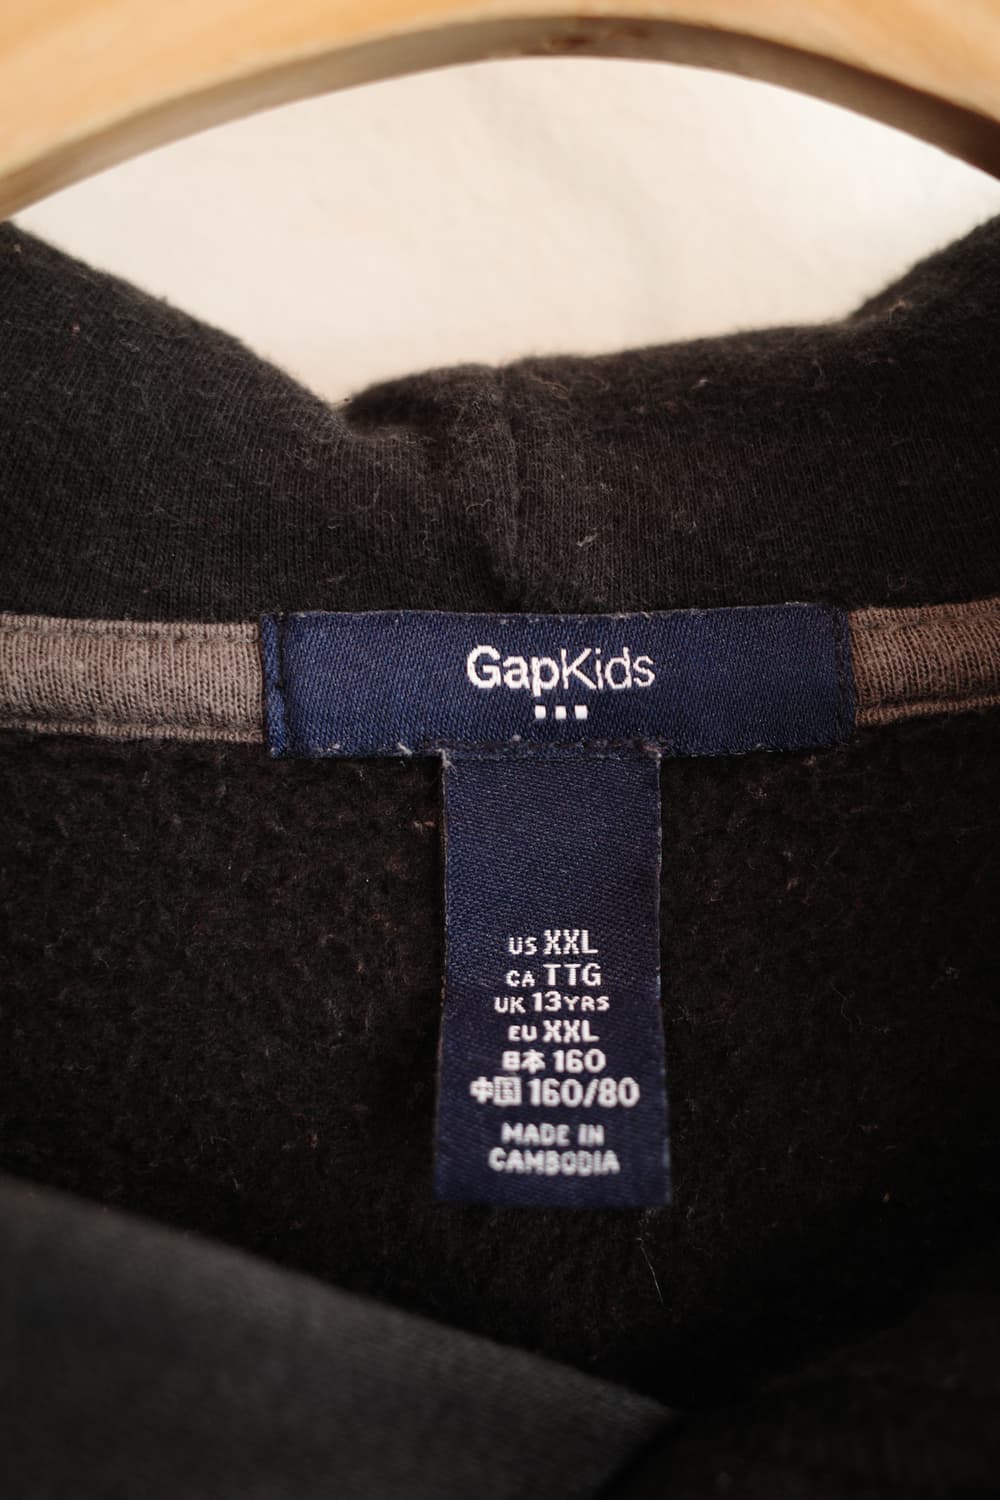 GapKids
US XXL
CA TTG
UK 13YRS
EU XXL
日本 160
中国 160/80
MADE IN
CAMBODIA